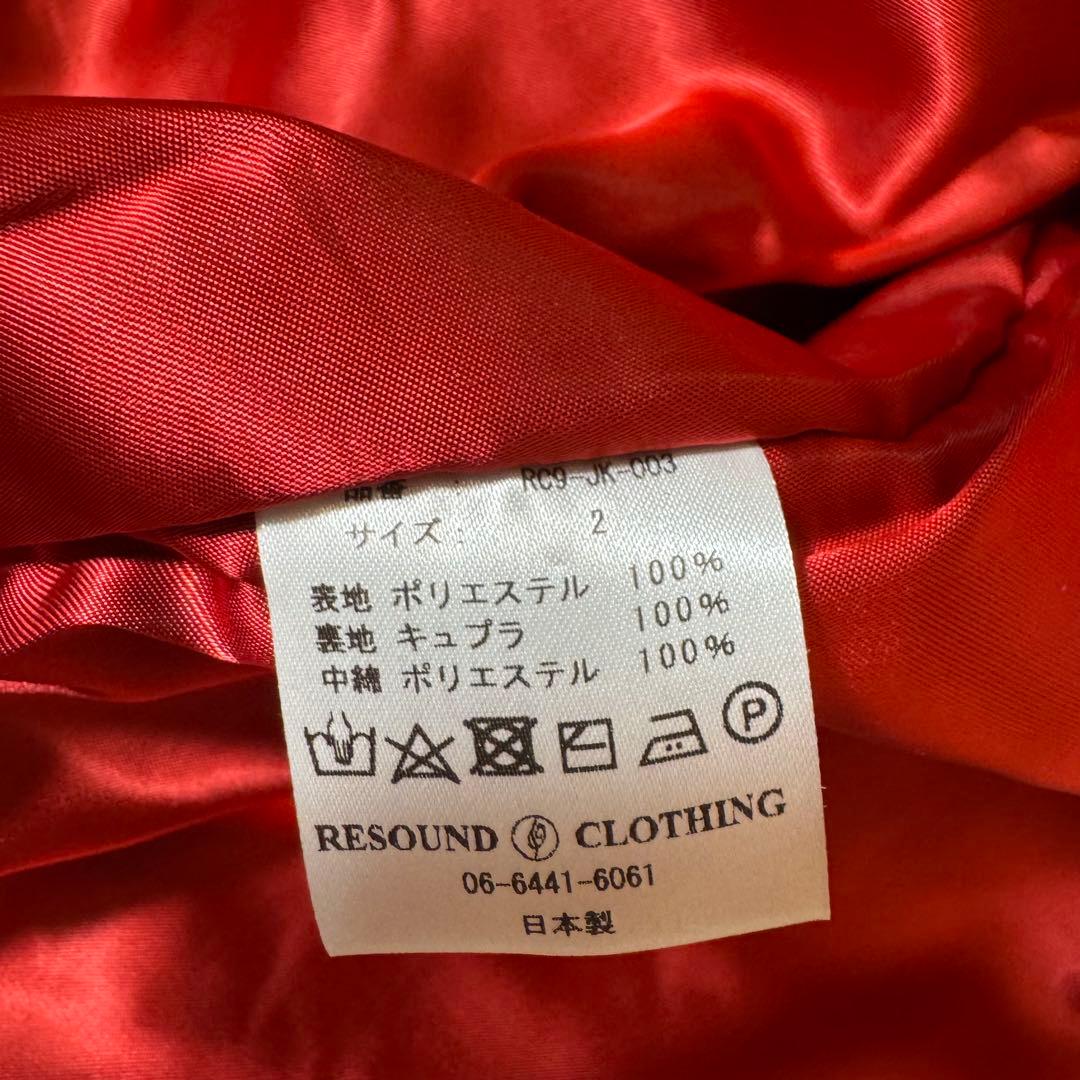 品番 : RC9-JK-003
サイズ : 2
表地 ポリエステル 100%
裏地 キュプラ 100%
中綿 ポリエステル 100%
P
RESOUND CLOTHING
06-6441-6061
日本製